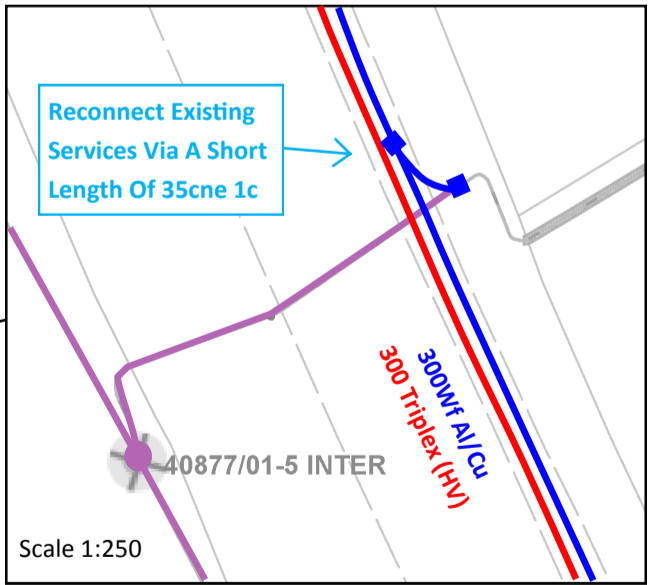 Reconnect Existing
Services Via A Short
Length Of 35cne 1c
300Wf Al/Cu
300 Triplex (HV)
40877/01-5 INTER
Scale 1:250